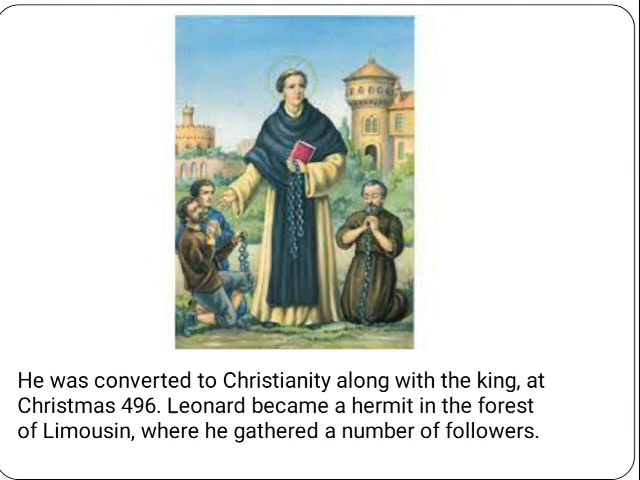 He was converted to Christianity along with the king, at
Christmas 496. Leonard became a hermit in the forest
of Limousin, where he gathered a number of followers.